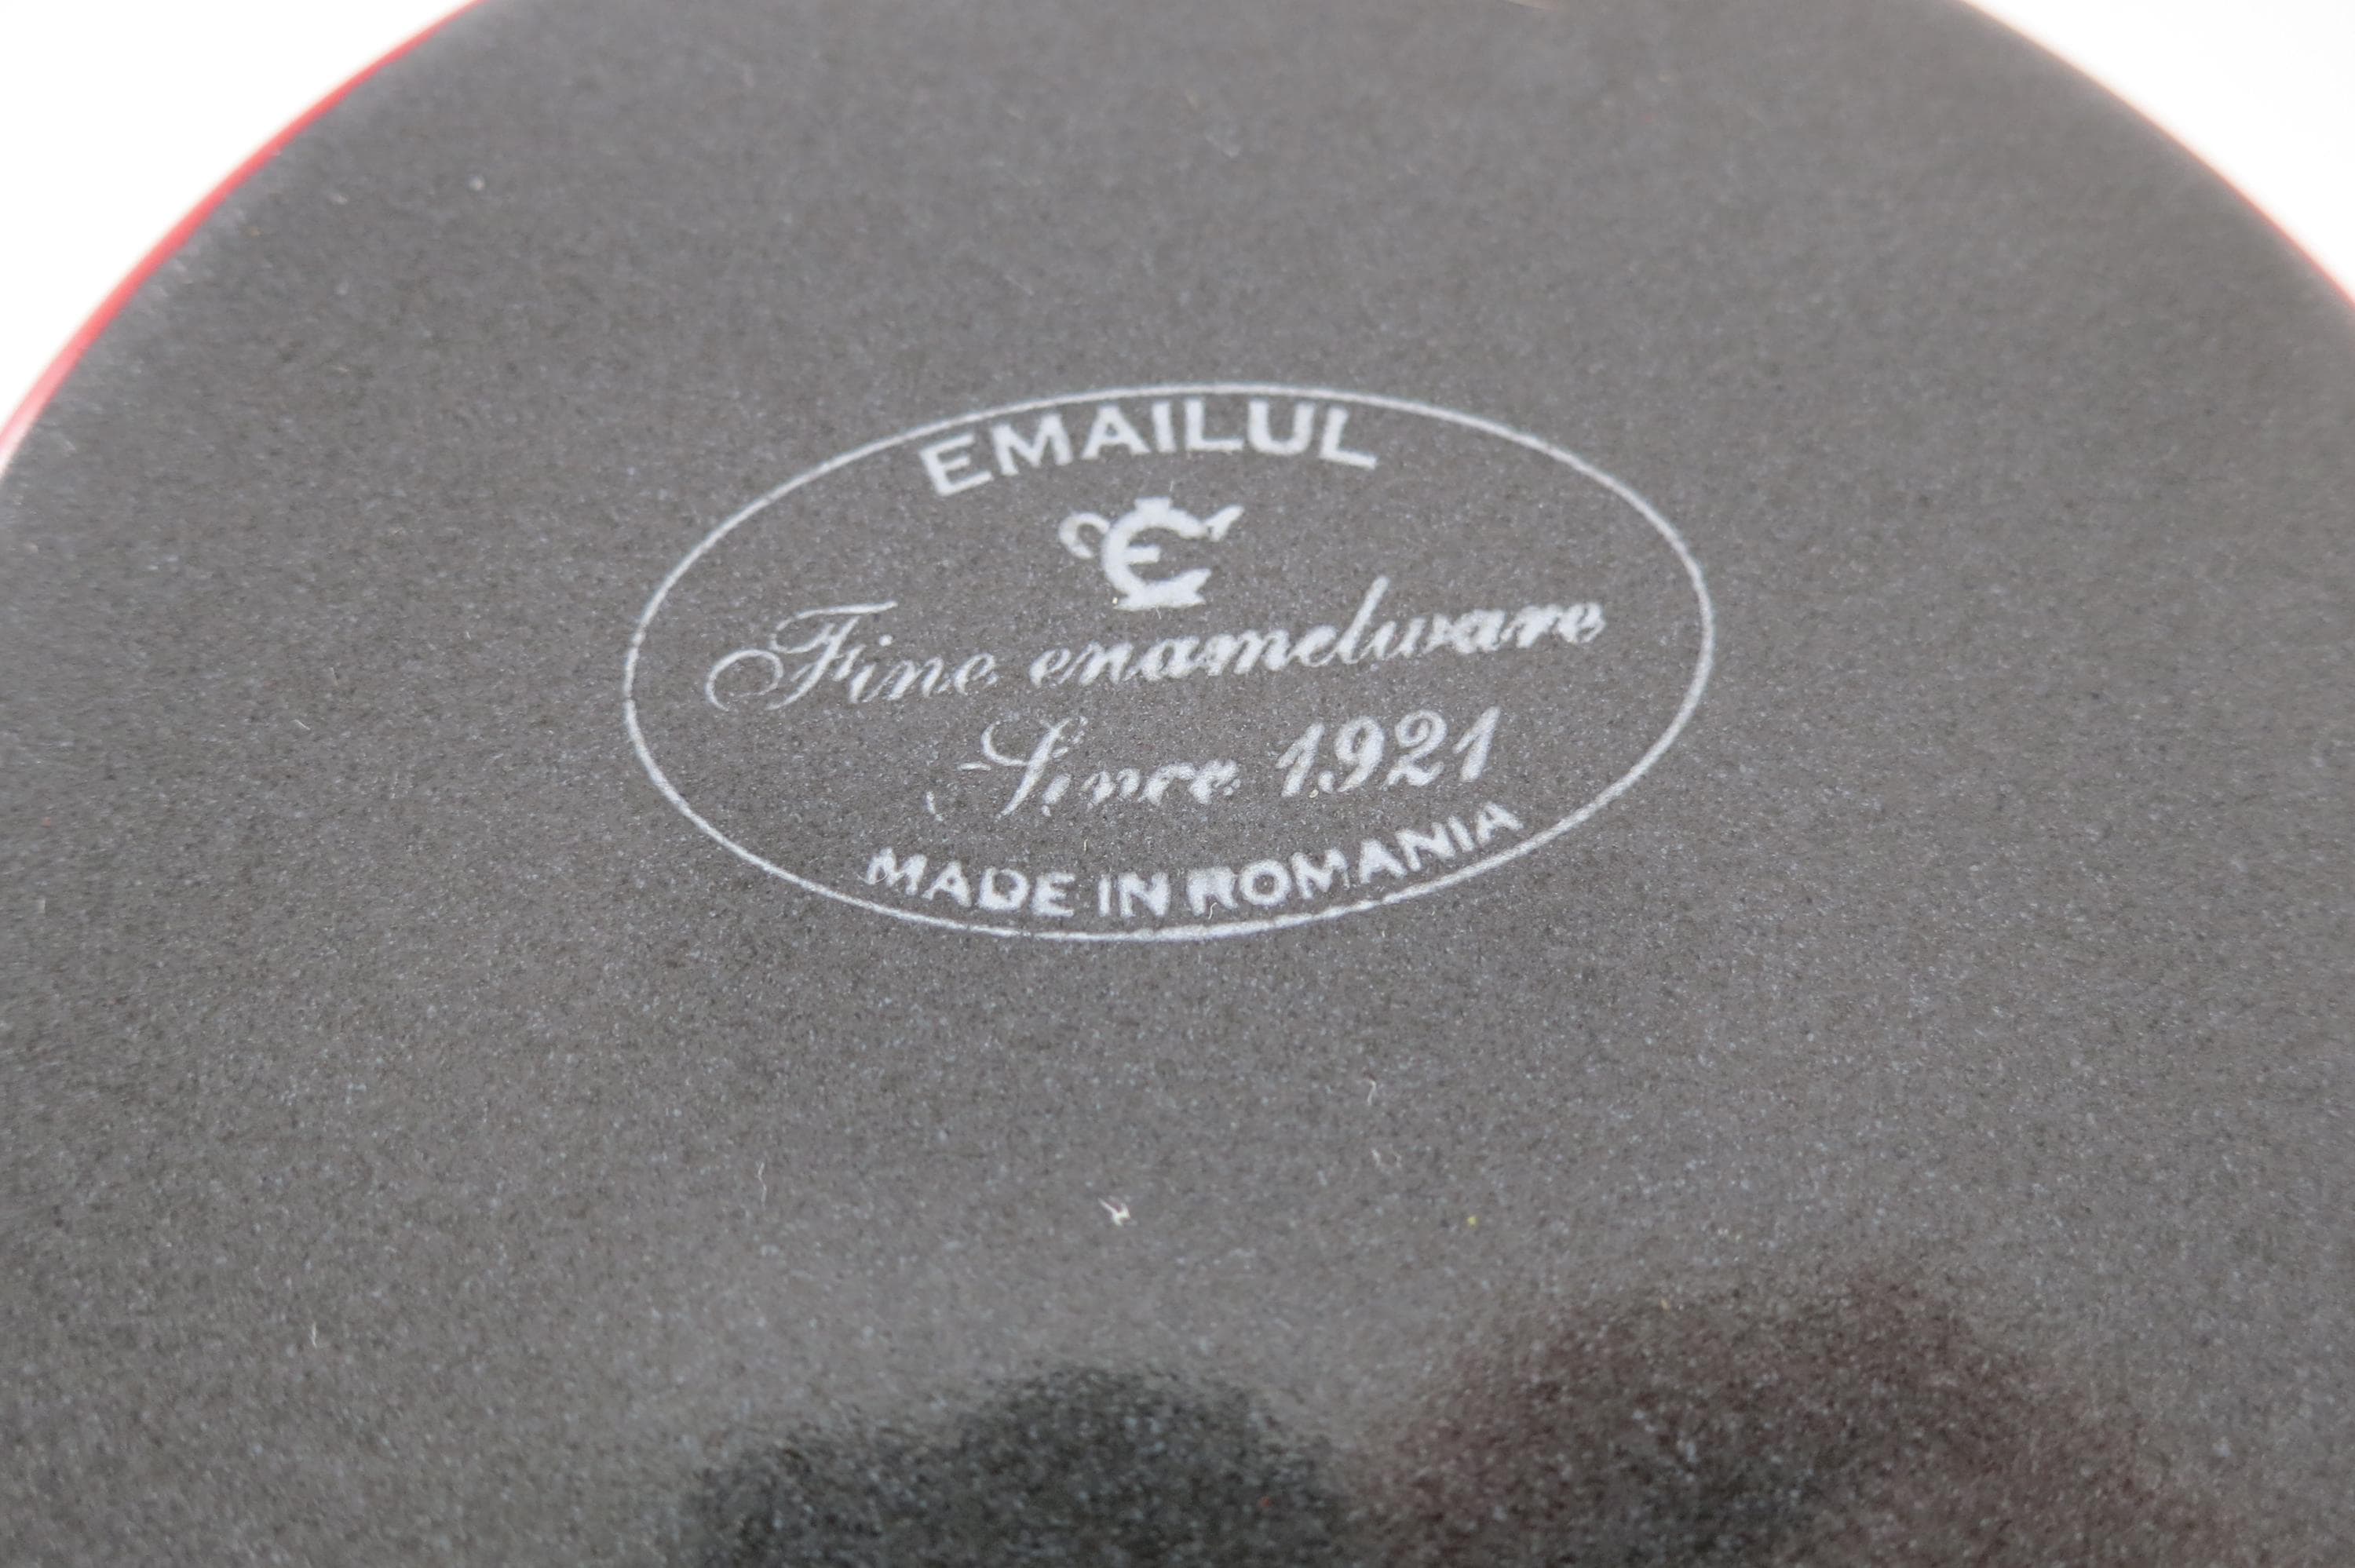 EMAILUL
E
Fine enamelware
Since 1921
MADE IN ROMANIA